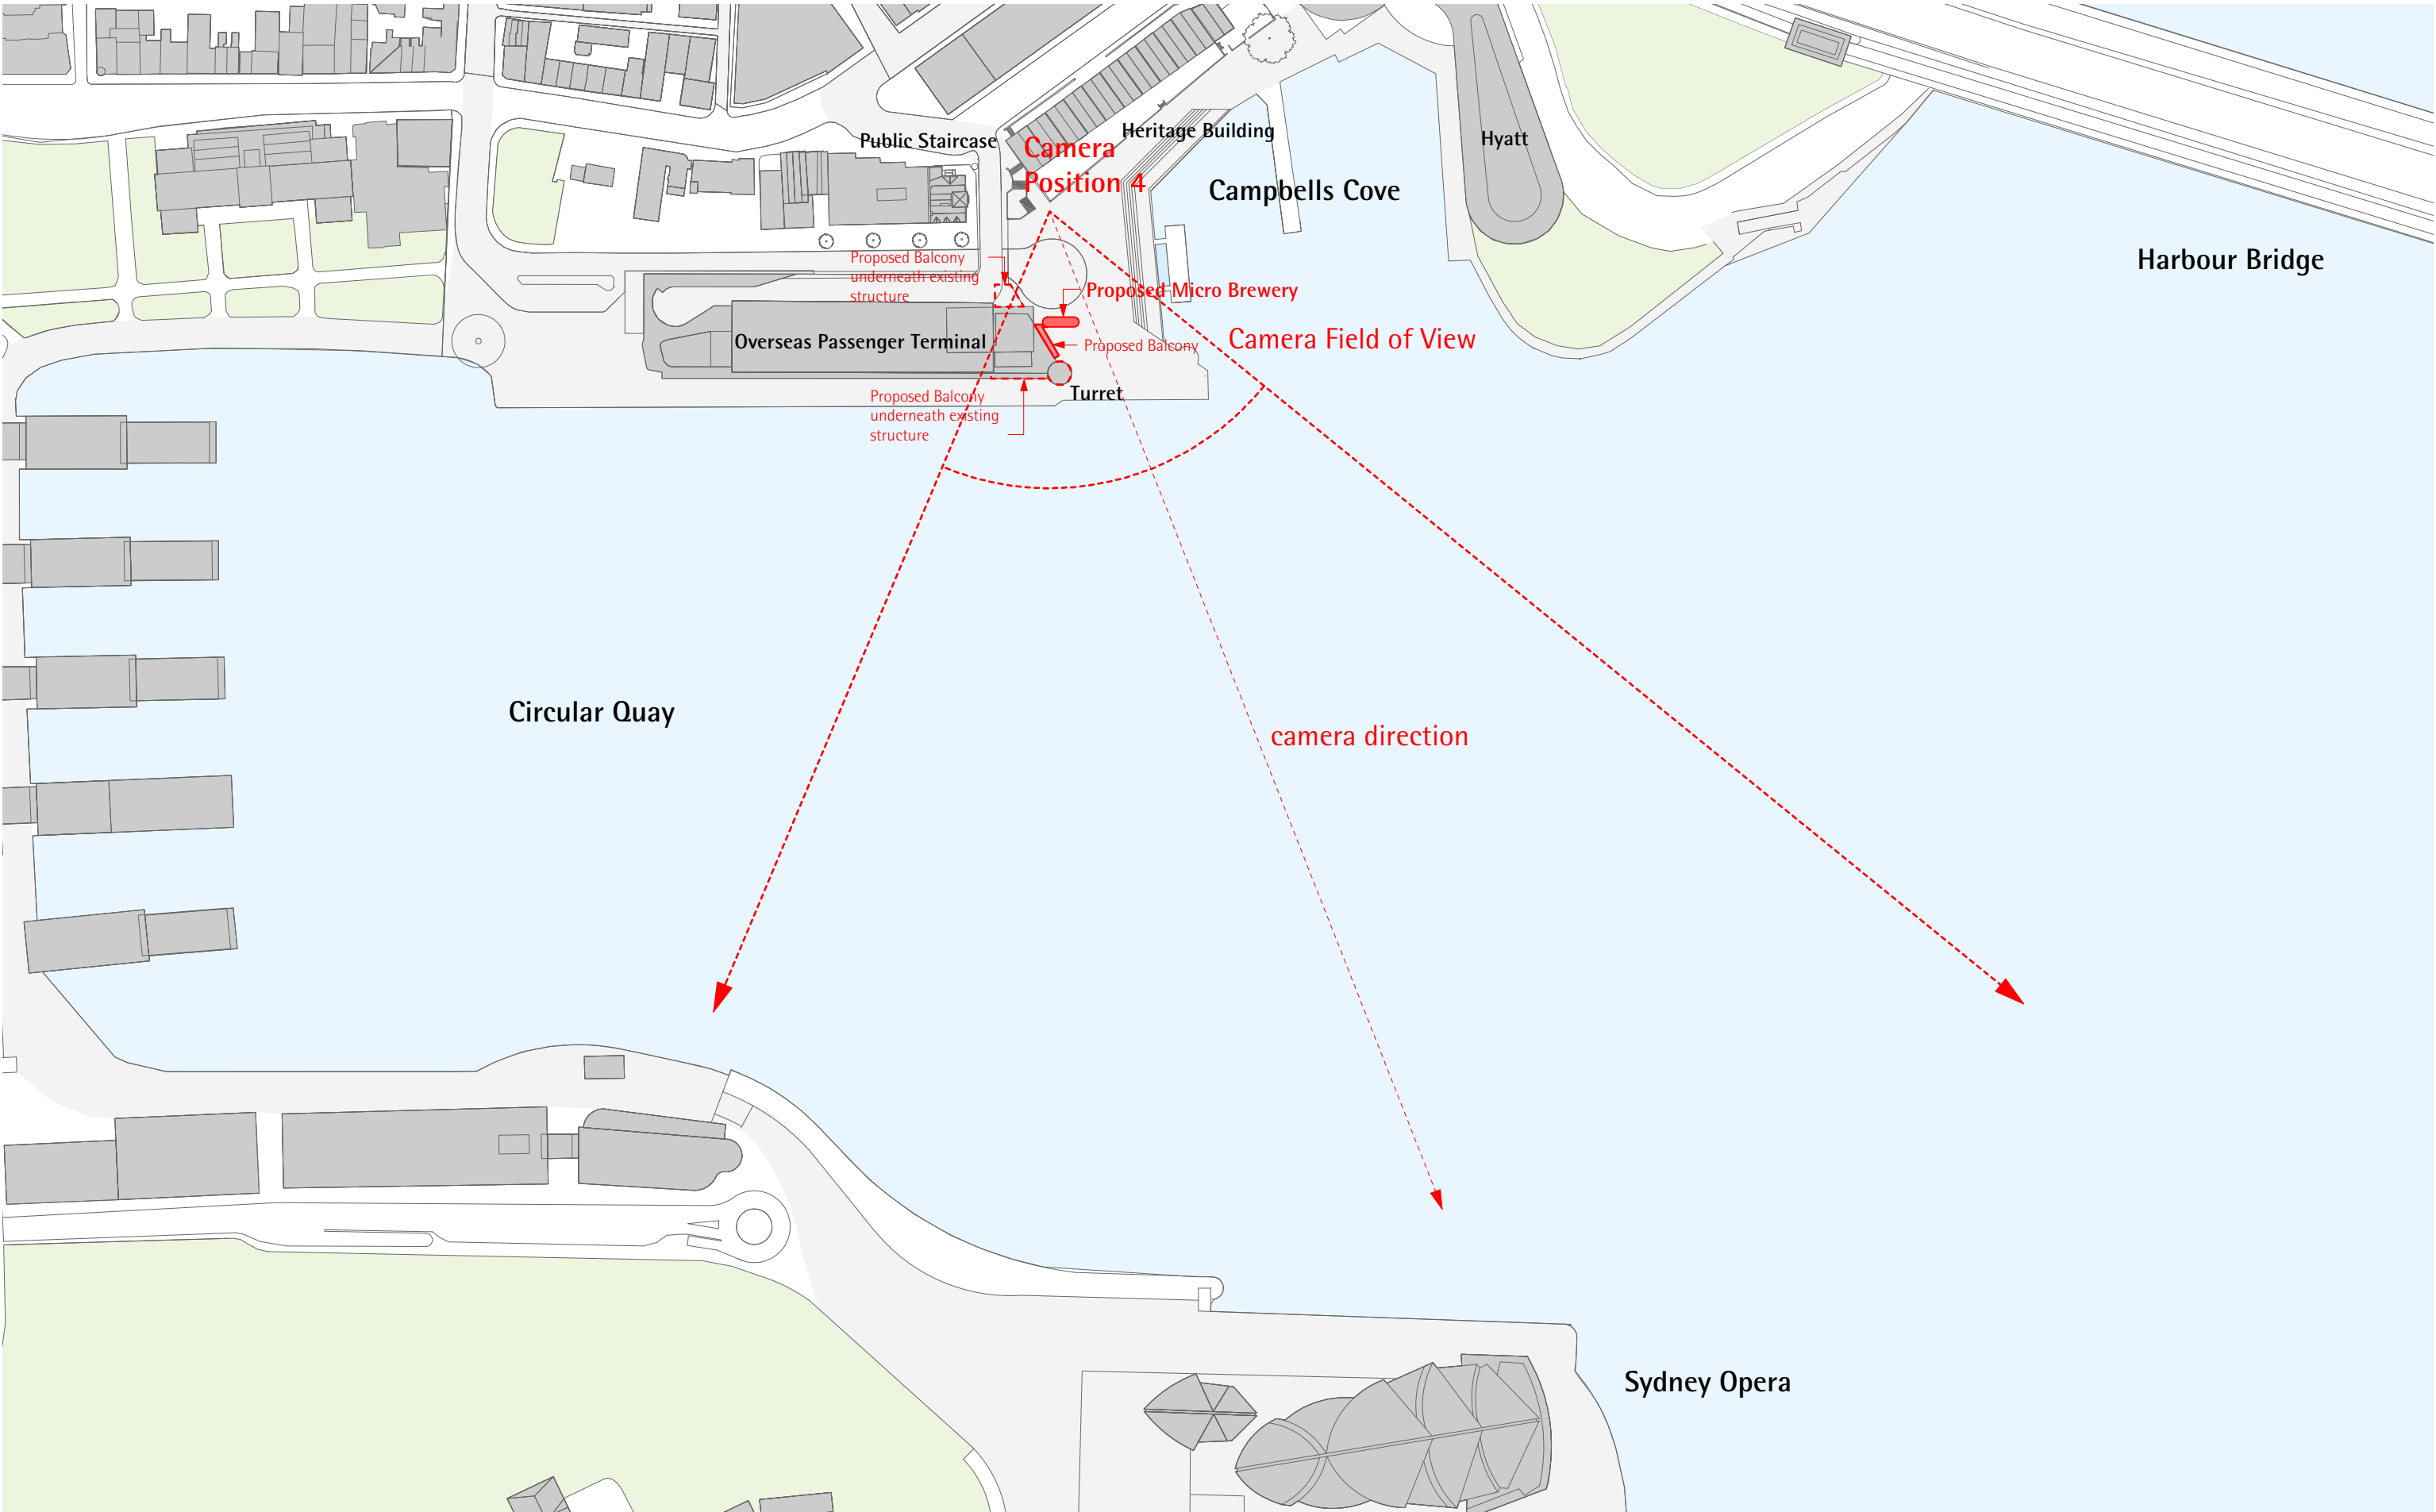 Public Staircase
Heritage Building
Hyatt
Camera
Position 4
Campbells Cove
Harbour Bridge
Proposed Balcony
underneath existing
structure
Proposed Micro Brewery
Overseas Passenger Terminal
Proposed Balcony
Camera Field of View
Turret
Proposed Balcony
underneath existing
structure
Circular Quay
camera direction
Sydney Opera